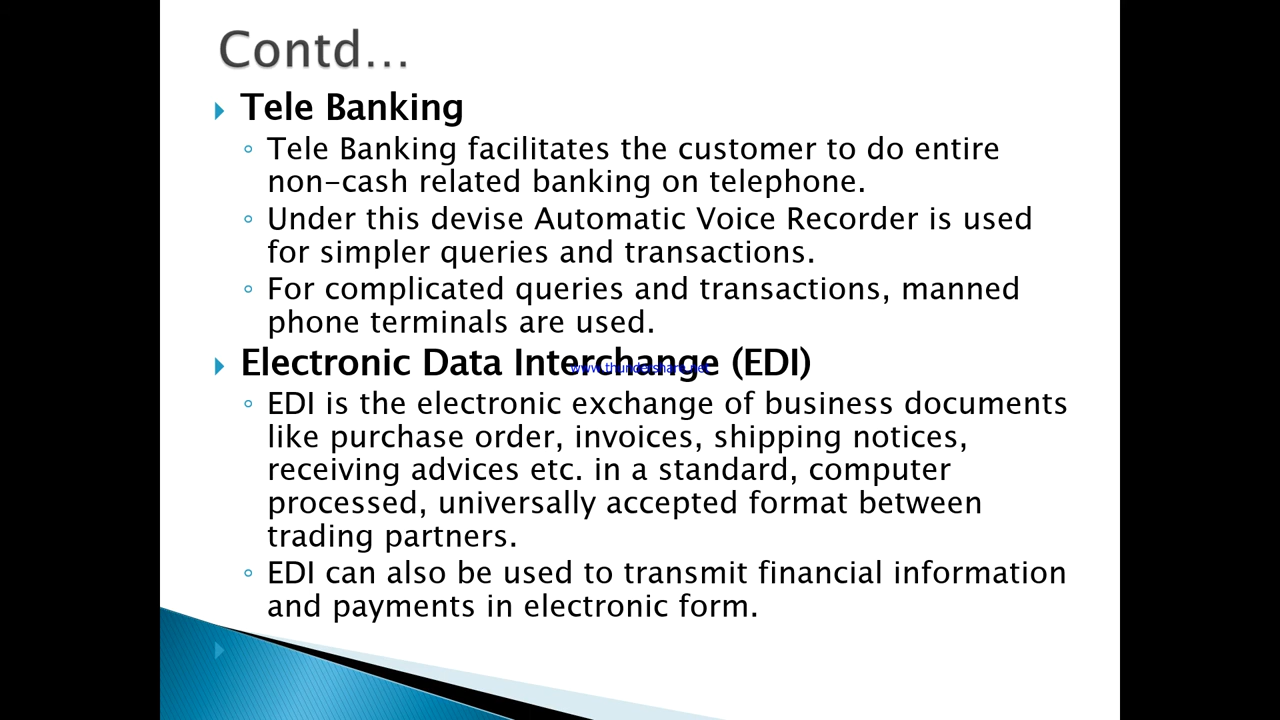 Contd...
Tele Banking
Tele Banking facilitates the customer to do entire
non-cash related banking on telephone.
Under this devise Automatic Voice Recorder is used
for simpler queries and transactions.
For complicated queries and transactions, manned
phone terminals are used.
Electronic Data Interchange (EDI)
www.thundershare.net
EDI is the electronic exchange of business documents
like purchase order, invoices, shipping notices,
receiving advices etc. in a standard, computer
processed, universally accepted format between
trading partners.
EDI can also be used to transmit financial information
and payments in electronic form.